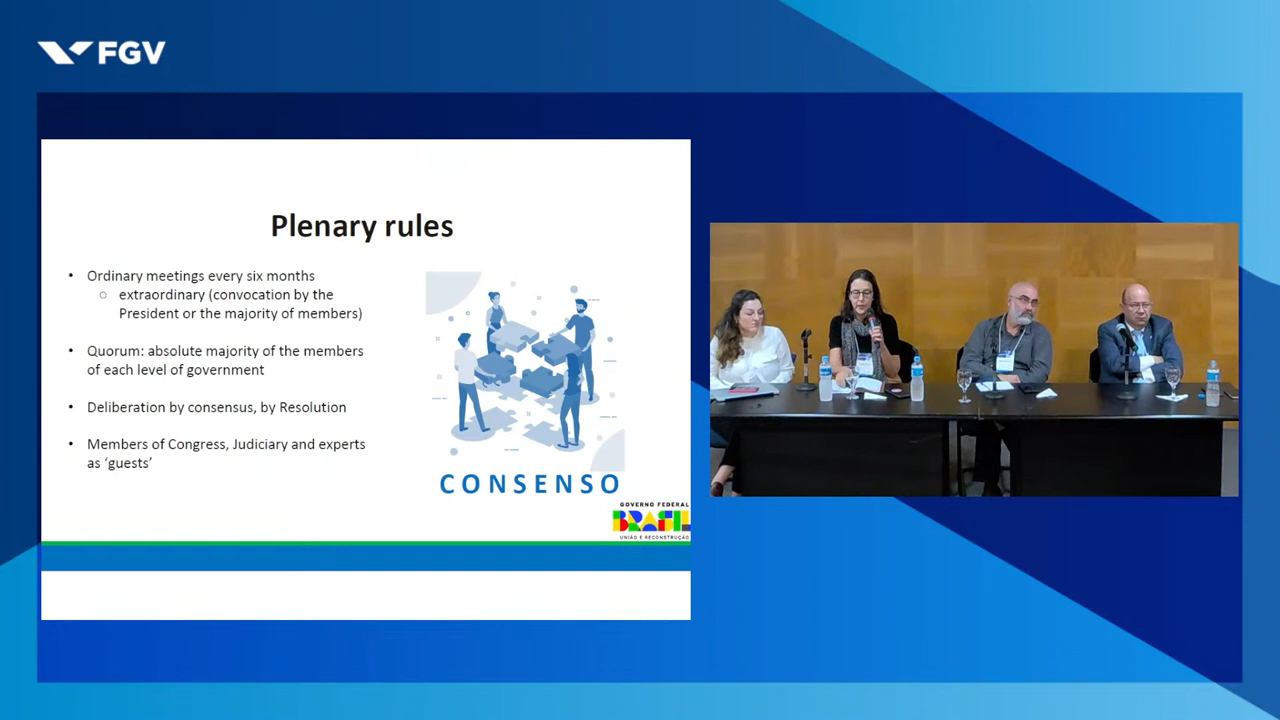 FGV
Plenary rules
• Ordinary meetings every six months
○ extraordinary (convocation by the
President or the majority of members)
• Quorum: absolute majority of the members
of each level of government
• Deliberation by consensus, by Resolution
• Members of Congress, Judiciary and experts
as ‘guests’
CONSENSO
GOVERNO FEDERAL
BRASIL
UNIÃO E RECONSTRUÇÃO